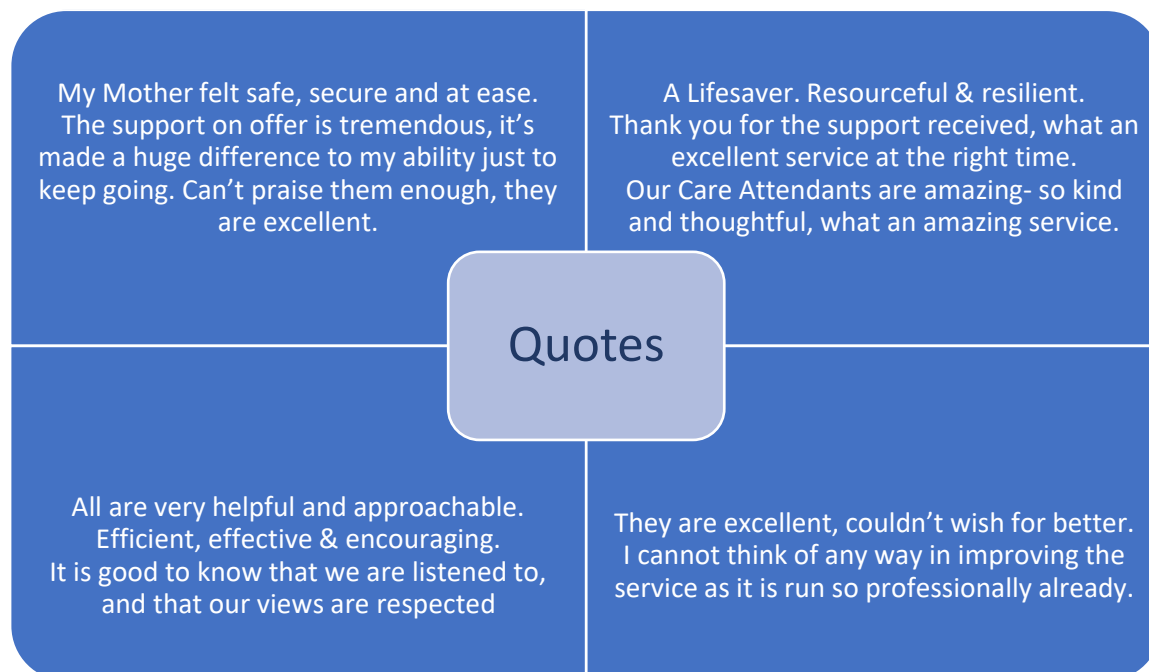 My Mother felt safe, secure and at ease.
The support on offer is tremendous, it’s
made a huge difference to my ability just to
keep going. Can’t praise them enough, they
are excellent.
A Lifesaver. Resourceful & resilient.
Thank you for the support received, what an
excellent service at the right time.
Our Care Attendants are amazing- so kind
and thoughtful, what an amazing service.
Quotes
All are very helpful and approachable.
Efficient, effective & encouraging.
It is good to know that we are listened to,
and that our views are respected
They are excellent, couldn’t wish for better.
I cannot think of any way in improving the
service as it is run so professionally already.